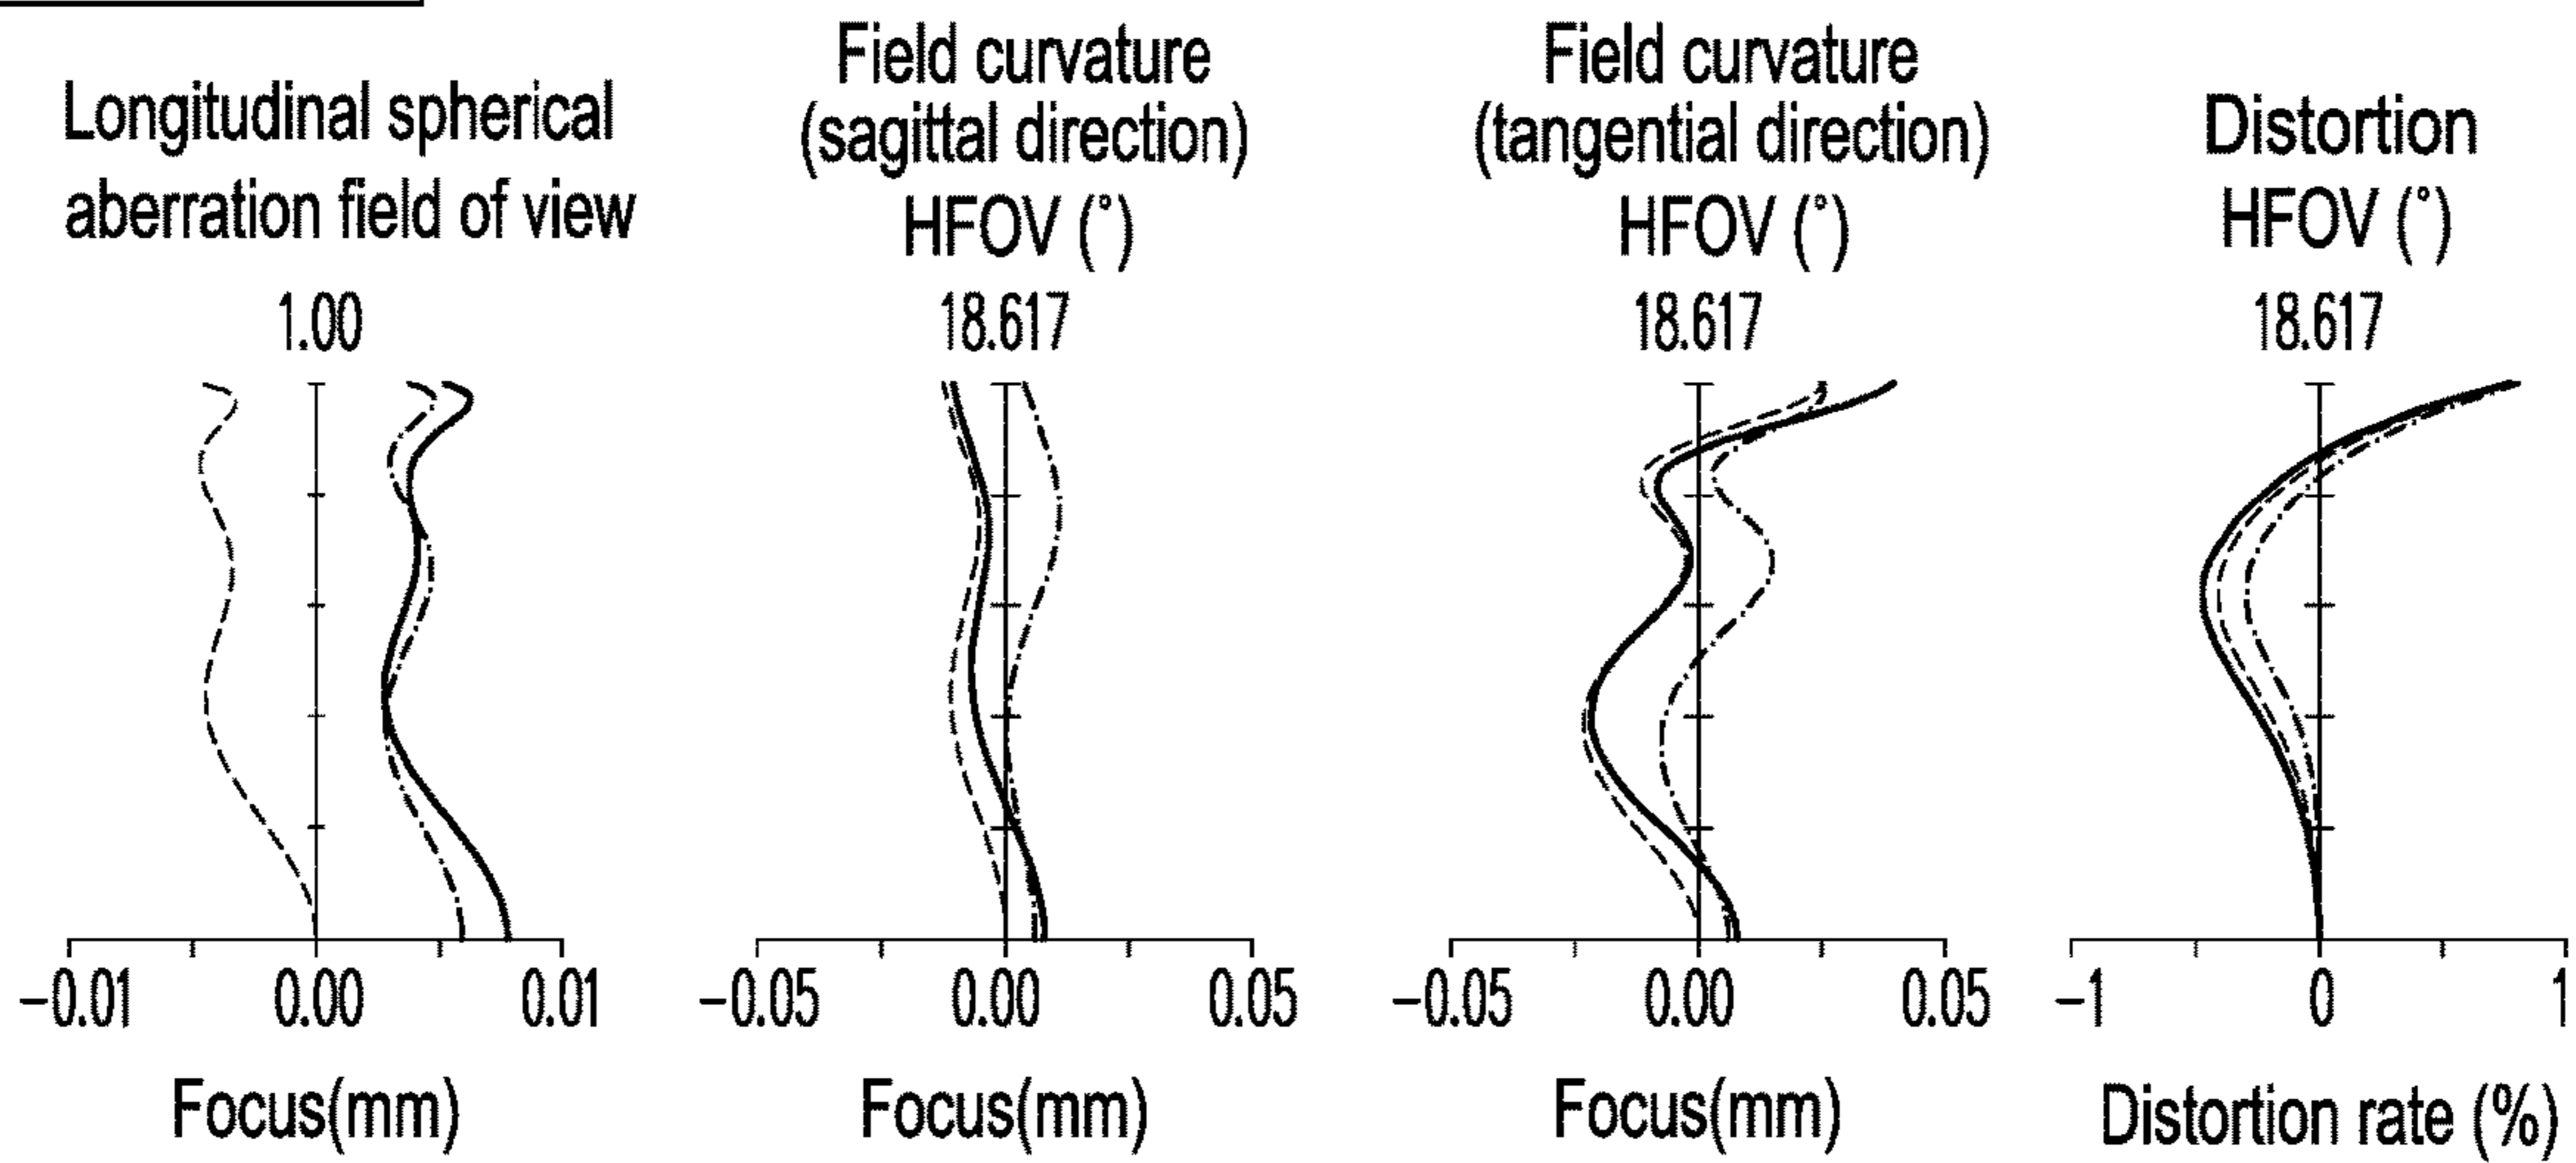 Longitudinal spherical
aberration field of view
1.00
−0.01 0.00 0.01
Focus(mm)
Field curvature
(sagittal direction)
HFOV (°)
18.617
−0.05 0.00 0.05
Focus(mm)
Field curvature
(tangential direction)
HFOV (°)
18.617
−0.05 0.00 0.05
Focus(mm)
Distortion
HFOV (°)
18.617
−1 0 1
Distortion rate (%)